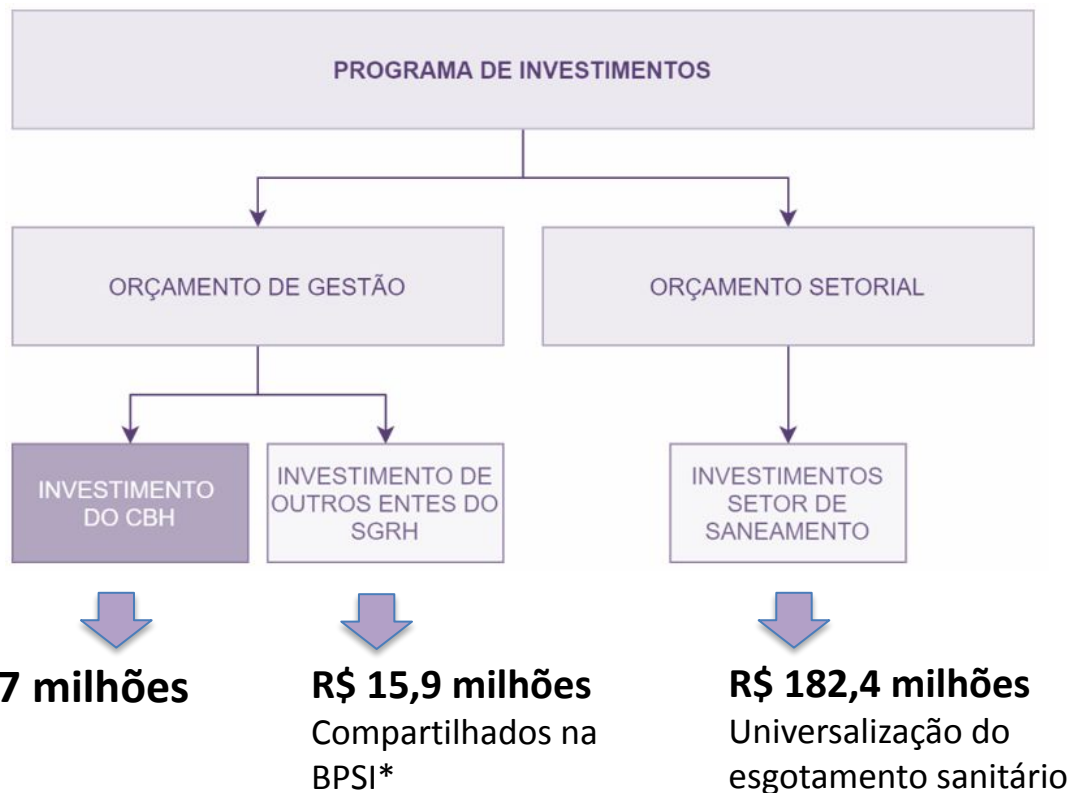 PROGRAMA DE INVESTIMENTOS
ORÇAMENTO DE GESTÃO
ORÇAMENTO SETORIAL
INVESTIMENTO
DO CBH
INVESTIMENTO DE
OUTROS ENTES DO
SGRH
INVESTIMENTOS
SETOR DE
SANEAMENTO
7 milhões
R$ 15,9 milhões
Compartilhados na
BPSI*
R$ 182,4 milhões
Universalização do
esgotamento sanitário